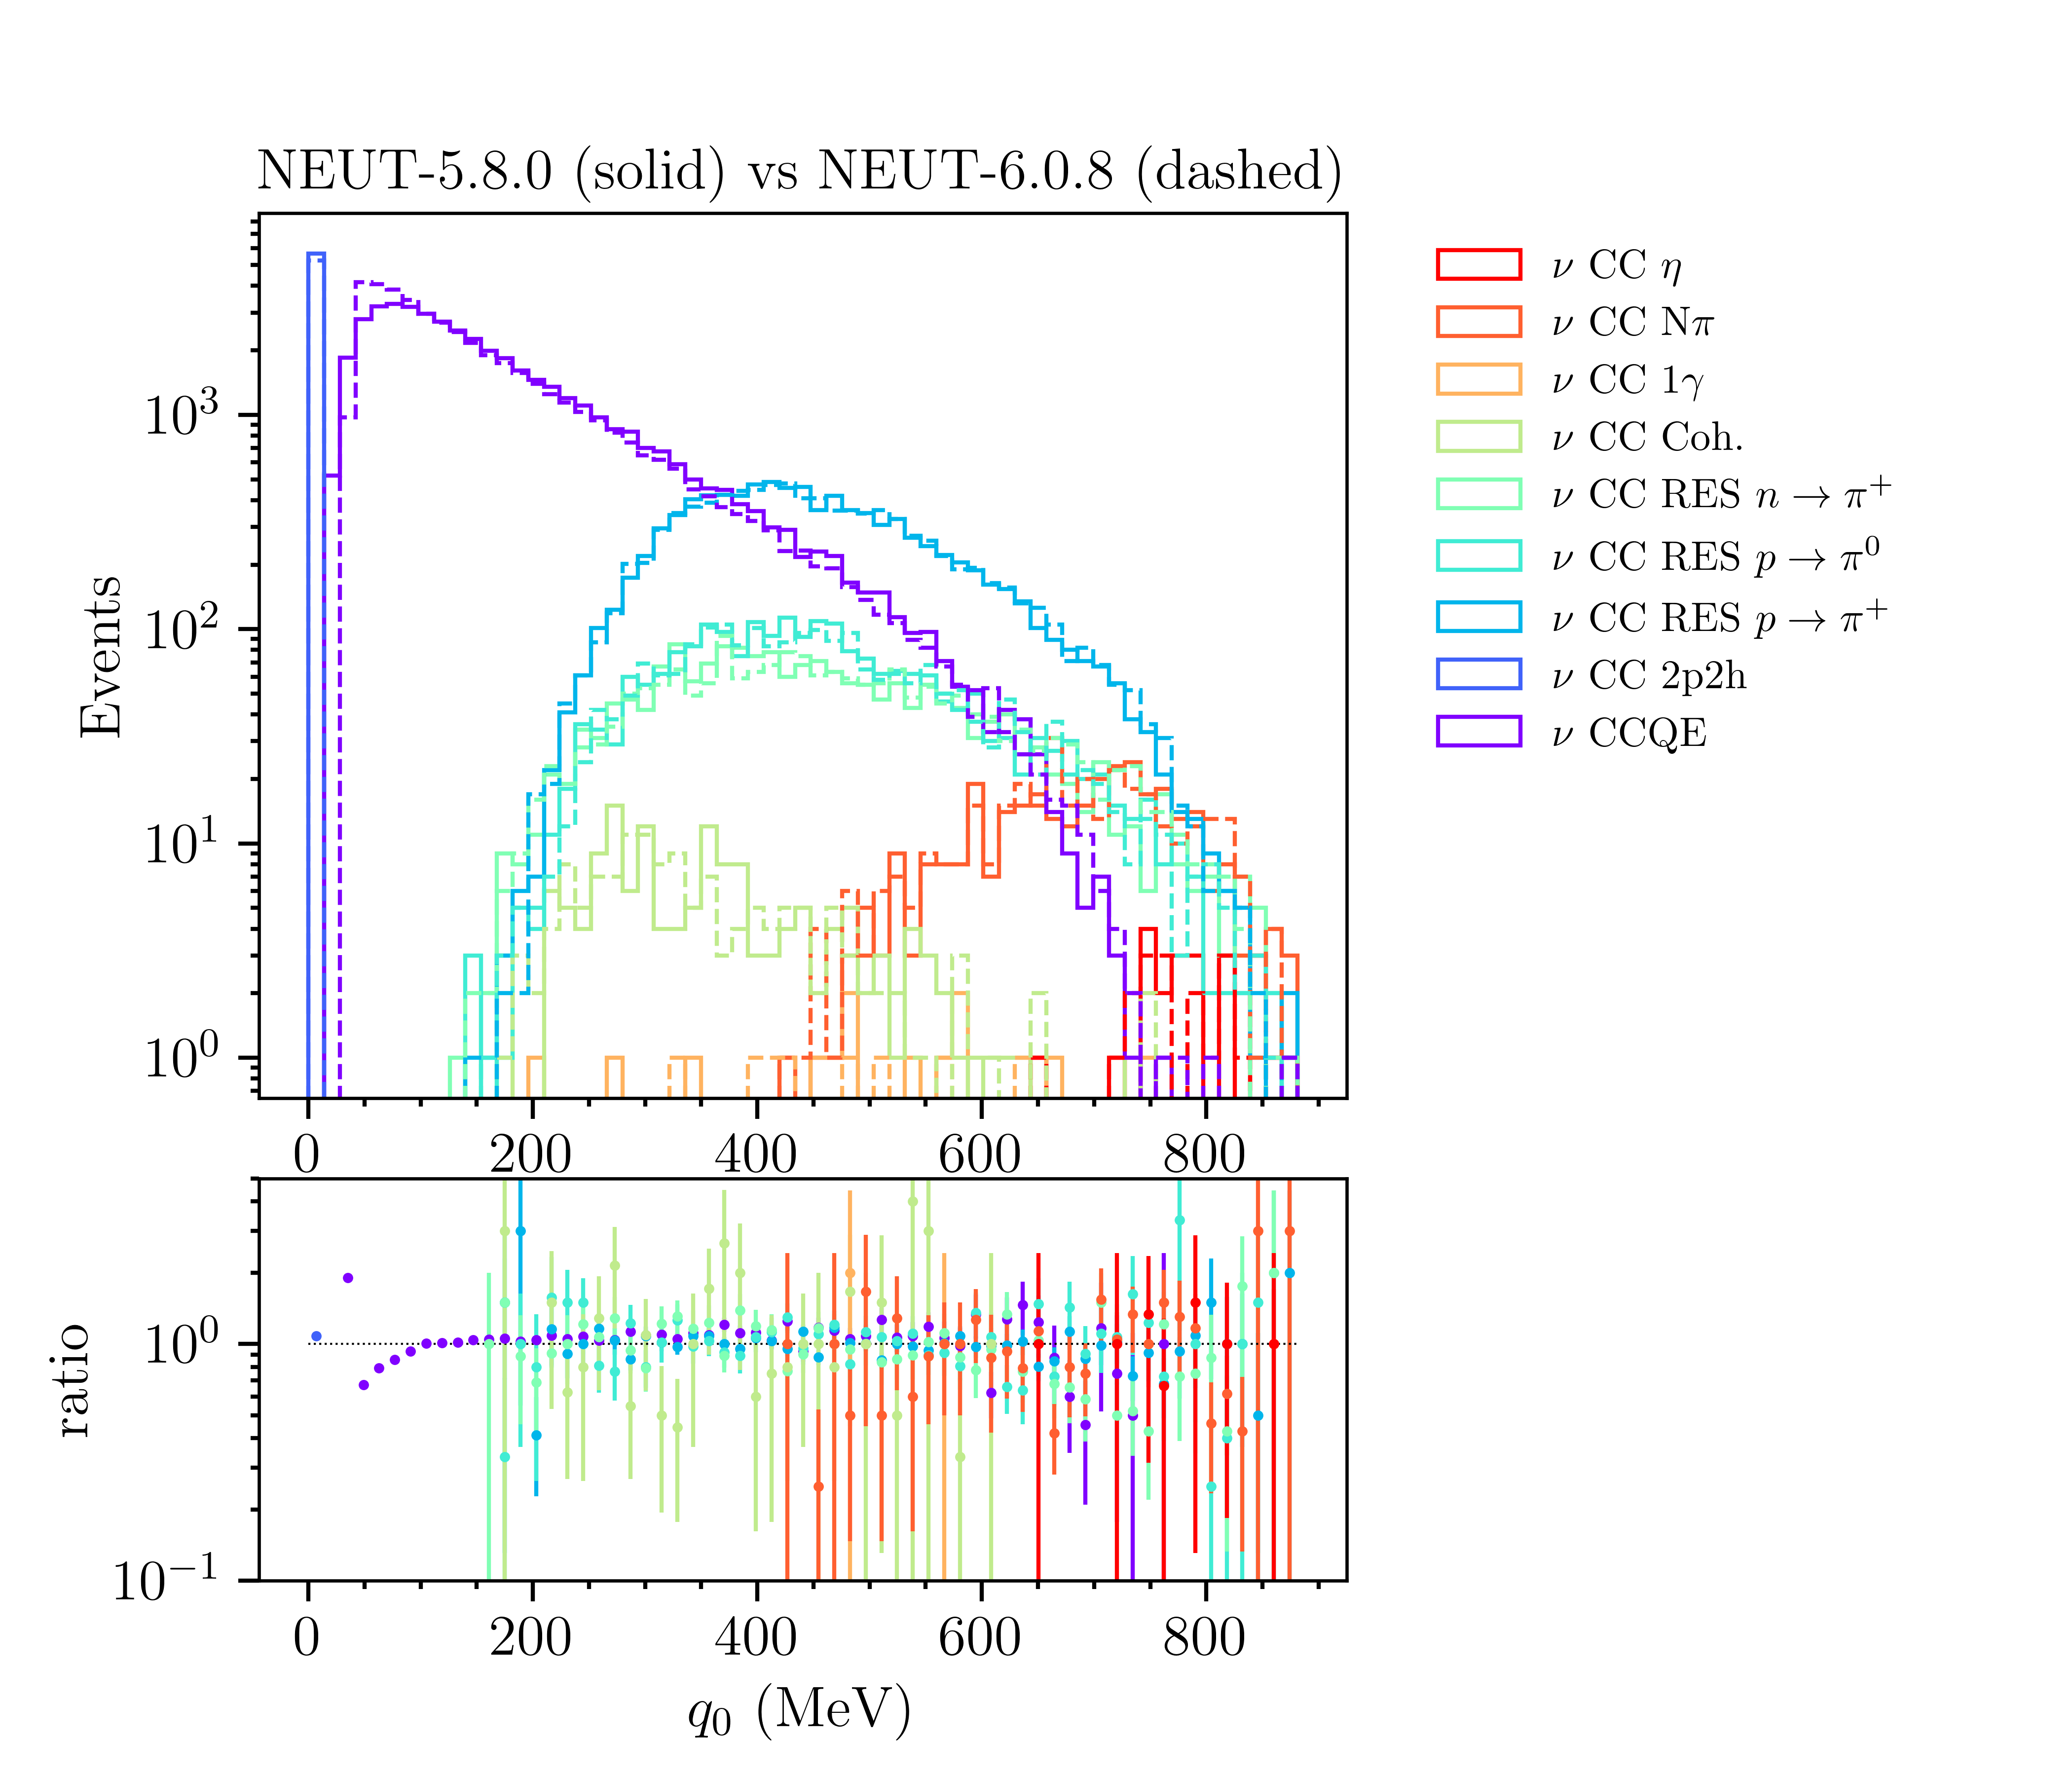 NEUT-5.8.0 (solid) vs NEUT-6.0.8 (dashed)
Events
10³
10²
10¹
10⁰
0 200 400 600 800
ν CC η
ν CC Nπ
ν CC 1γ
ν CC Coh.
ν CC RES n → π⁺
ν CC RES p → π⁰
ν CC RES p → π⁺
ν CC 2p2h
ν CCQE
ratio
10⁰
10⁻¹
0 200 400 600 800
q₀ (MeV)